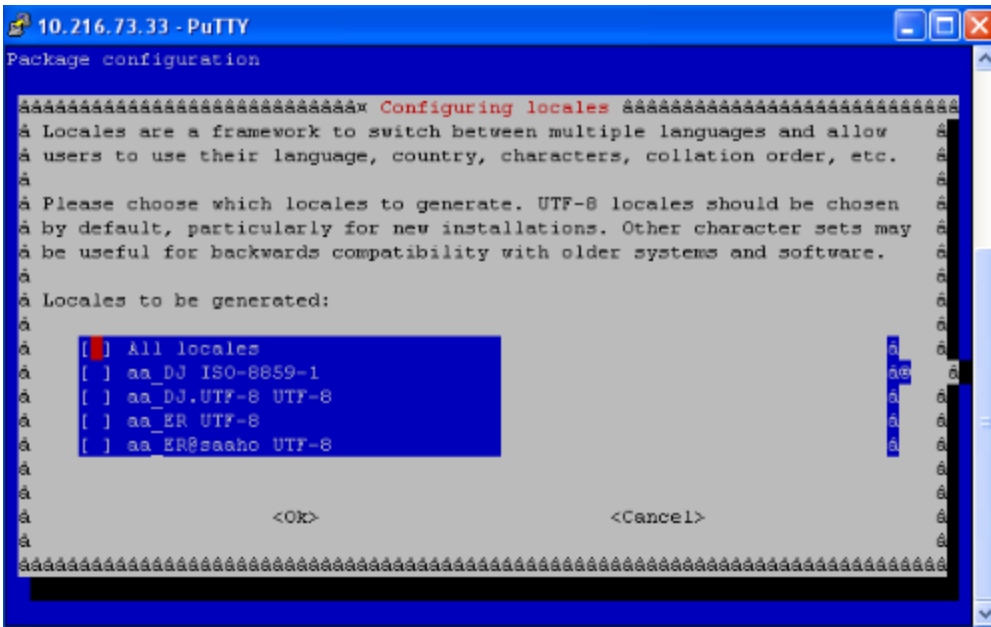 10.216.73.33 - PuTTY
Package configuration
ââââââââââââââââââââââââââââ¤ Configuring locales ââââââââââââââââââââââââââââ
â Locales are a framework to switch between multiple languages and allow â
â users to use their language, country, characters, collation order, etc. â
â â
â Please choose which locales to generate. UTF-8 locales should be chosen â
â by default, particularly for new installations. Other character sets may â
â be useful for backwards compatibility with older systems and software. â
â â
â Locales to be generated: â
â â
â [ ] All locales â â
â [ ] aa_DJ ISO-8859-1 â® â
â [ ] aa_DJ.UTF-8 UTF-8 â â
â [ ] aa_ER UTF-8 â â
â [ ] aa_ER@saaho UTF-8 â â
â â
â â
â <Ok> <Cancel> â
â â
âââââââââââââââââââââââââââââââââââââââââââââââââââââââââââââââââââââââââââââ